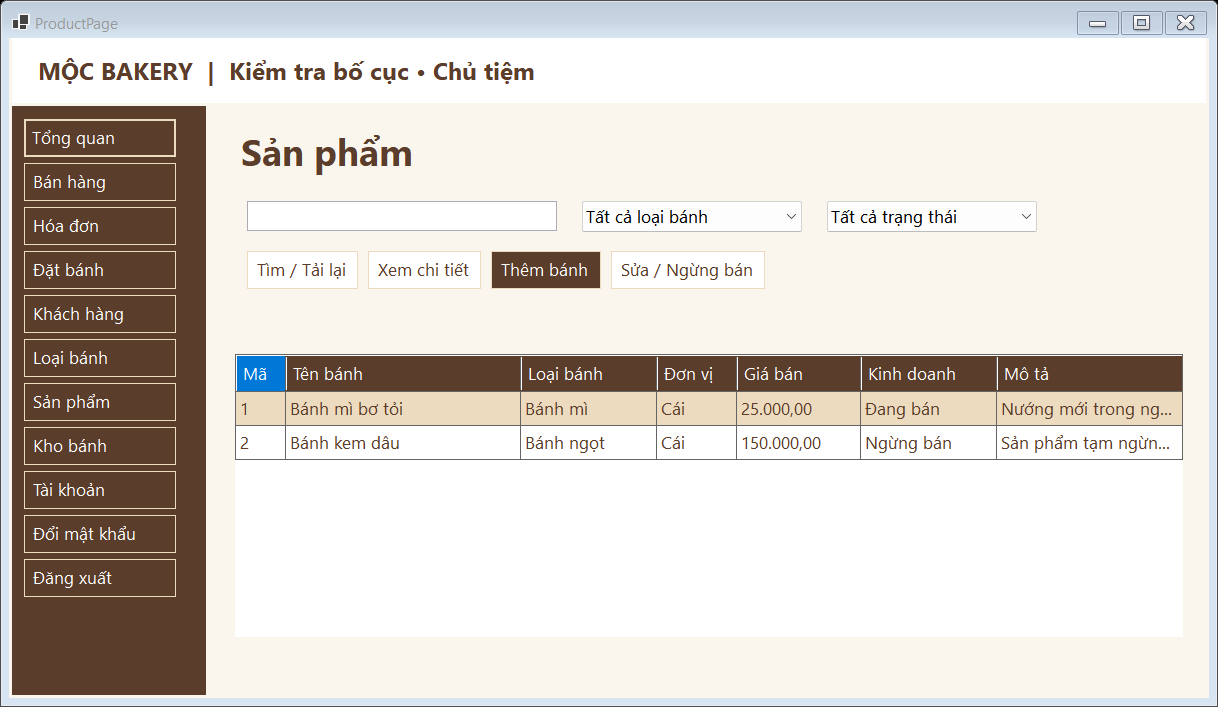 ProductPage
MỘC BAKERY | Kiểm tra bố cục • Chủ tiệm
Tổng quan
Bán hàng
Hóa đơn
Đặt bánh
Khách hàng
Loại bánh
Sản phẩm
Kho bánh
Tài khoản
Đổi mật khẩu
Đăng xuất
Sản phẩm
Tất cả loại bánh Tất cả trạng thái
Tìm / Tải lại Xem chi tiết Thêm bánh Sửa / Ngừng bán
Mã Tên bánh Loại bánh Đơn vị Giá bán Kinh doanh Mô tả
1 Bánh mì bơ tỏi Bánh mì Cái 25.000,00 Đang bán Nướng mới trong ng...
2 Bánh kem dâu Bánh ngọt Cái 150.000,00 Ngừng bán Sản phẩm tạm ngừn...